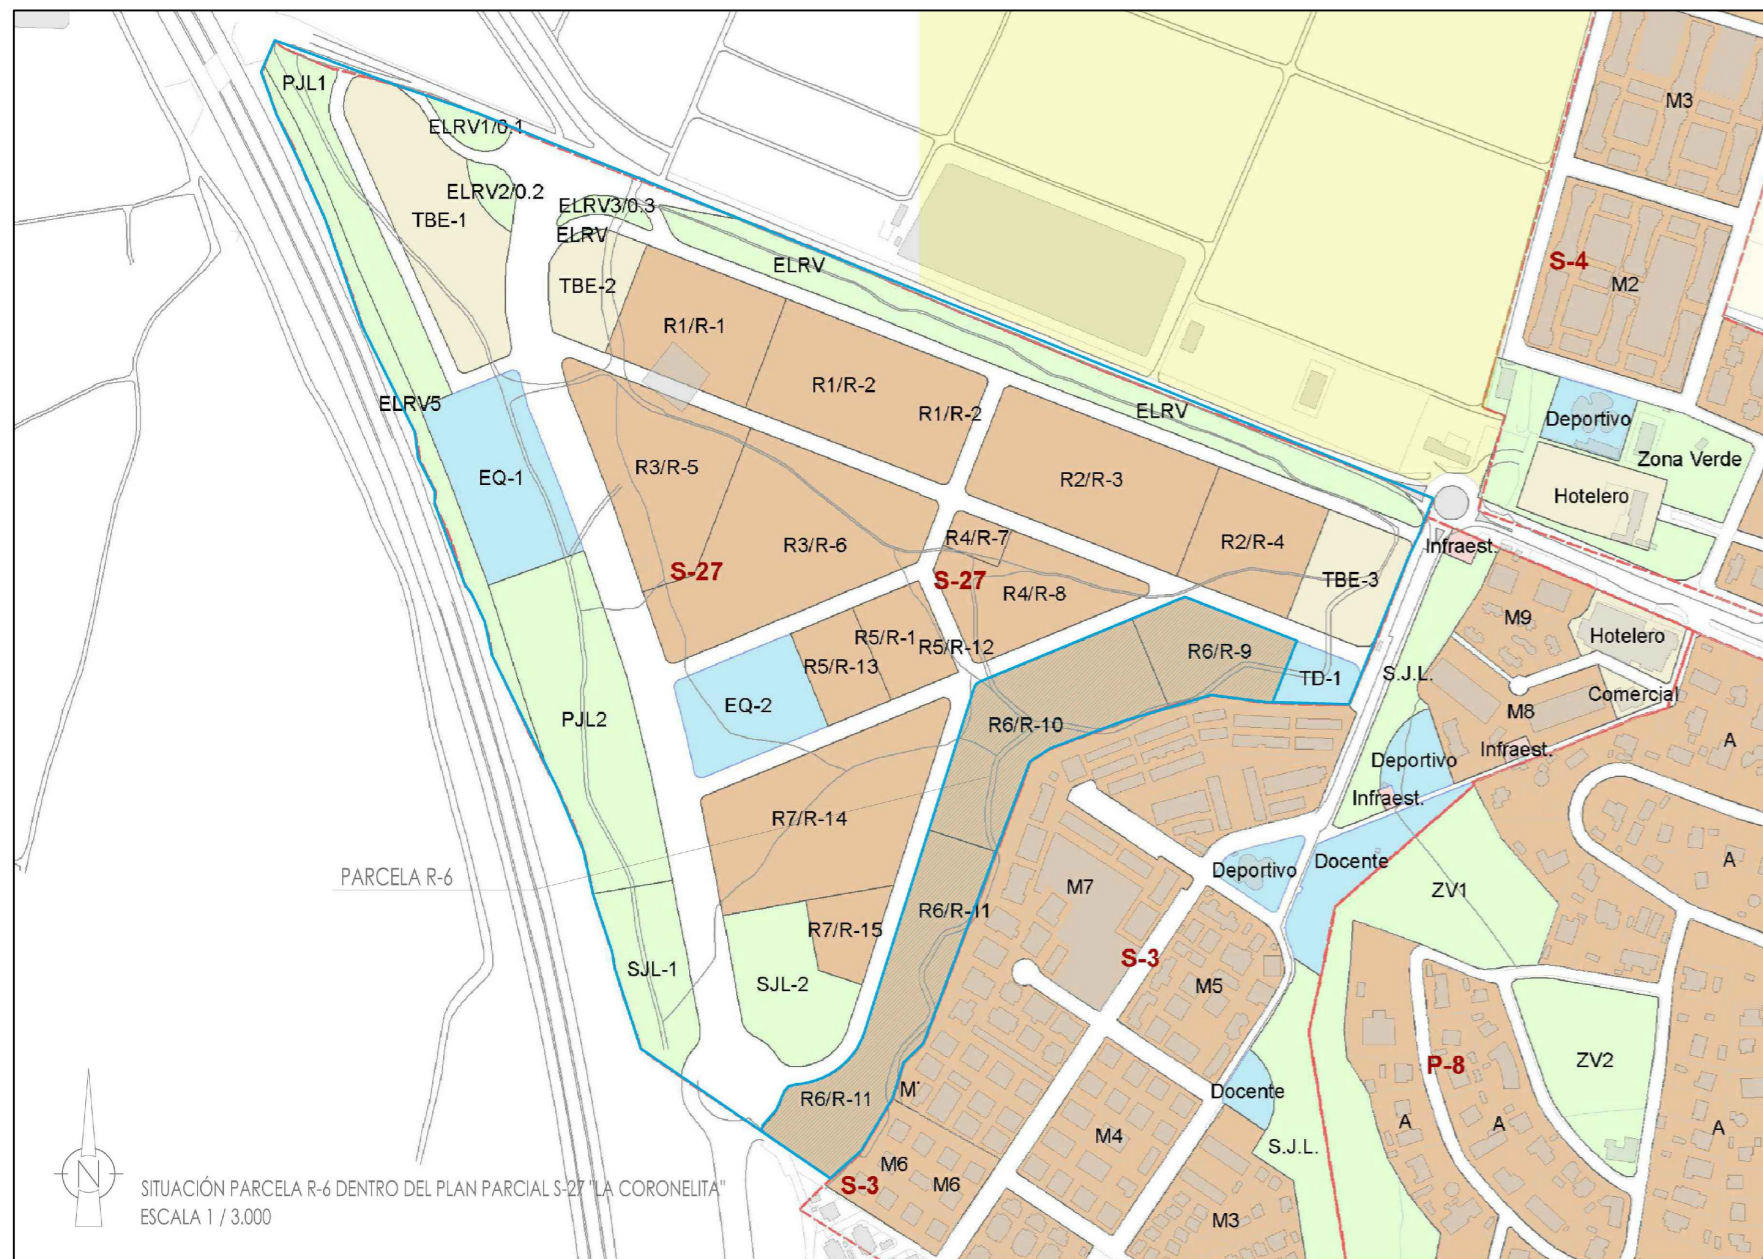 PJL1
M3
ELRV1/0.1
ELRV2/0.2
ELRV3/0.3
TBE-1
ELRV
ELRV
S-4
TBE-2
M2
R1/R-1
R1/R-2
ELRV5
R1/R-2
ELRV
Deportivo
Zona Verde
R3/R-5
EQ-1
R2/R-3
Hotelero
R3/R-6
R4/R-7
R2/R-4
Infraest.
S-27
S-27
TBE-3
R4/R-8
M9
Hotelero
R5/R-1
R5/R-12
R5/R-13
R6/R-9
TD-1
S.J.L.
Comercial
EQ-2
PJL2
R6/R-10
M8
A
Infraest.
Deportivo
Infraest.
R7/R-14
PARCELA R-6
M7
Deportivo
Docente
A
ZV1
R6/R-11
R7/R-15
SJL-1
SJL-2
S-3
M5
P-8
ZV2
R6/R-11
M'
Docente
A
A
A
M4
S.J.L.
M6
M6
S-3
M3
N
SITUACIÓN PARCELA R-6 DENTRO DEL PLAN PARCIAL S-27 "LA CORONELITA"
ESCALA 1 / 3.000